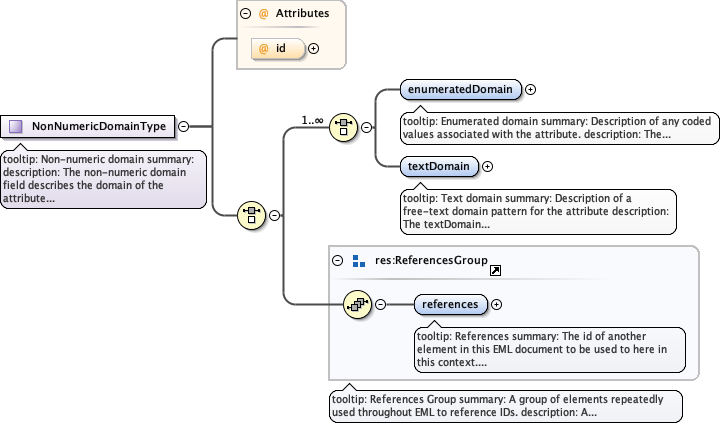 Attributes
@ id
NonNumericDomainType
tooltip: Non-numeric domain summary:
description: The non-numeric domain
field describes the domain of the
attribute...
1..∞
enumeratedDomain
tooltip: Enumerated domain summary: Description of any coded
values associated with the attribute. description: The...
textDomain
tooltip: Text domain summary: Description of a
free-text domain pattern for the attribute description:
The textDomain...
res:ReferencesGroup
references
tooltip: References summary: The id of another
element in this EML document to be used to here in
this context....
tooltip: References Group summary: A group of elements repeatedly
used throughout EML to reference IDs. description: A...